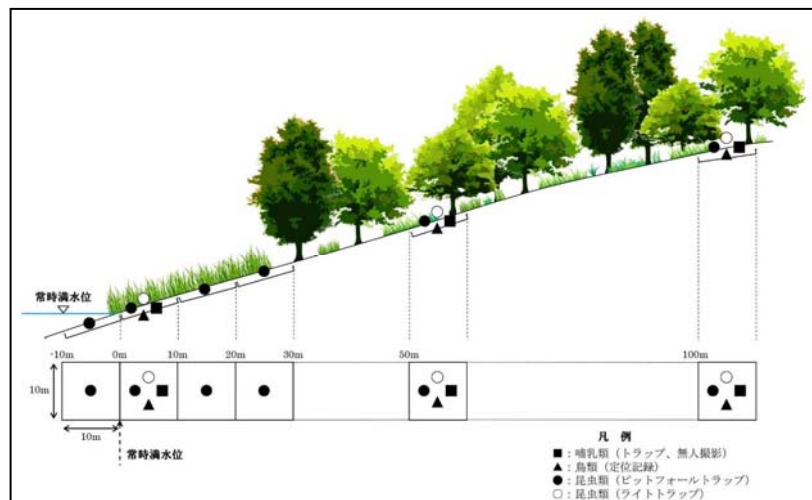 常時満水位
-10m 0m 10m 20m 30m 50m 100m
10m
10m
常時満水位
凡 例
■：哺乳類（トラップ、無人撮影）
▲：鳥類（定位記録）
●：昆虫類（ピットフォールトラップ）
○：昆虫類（ライトトラップ）